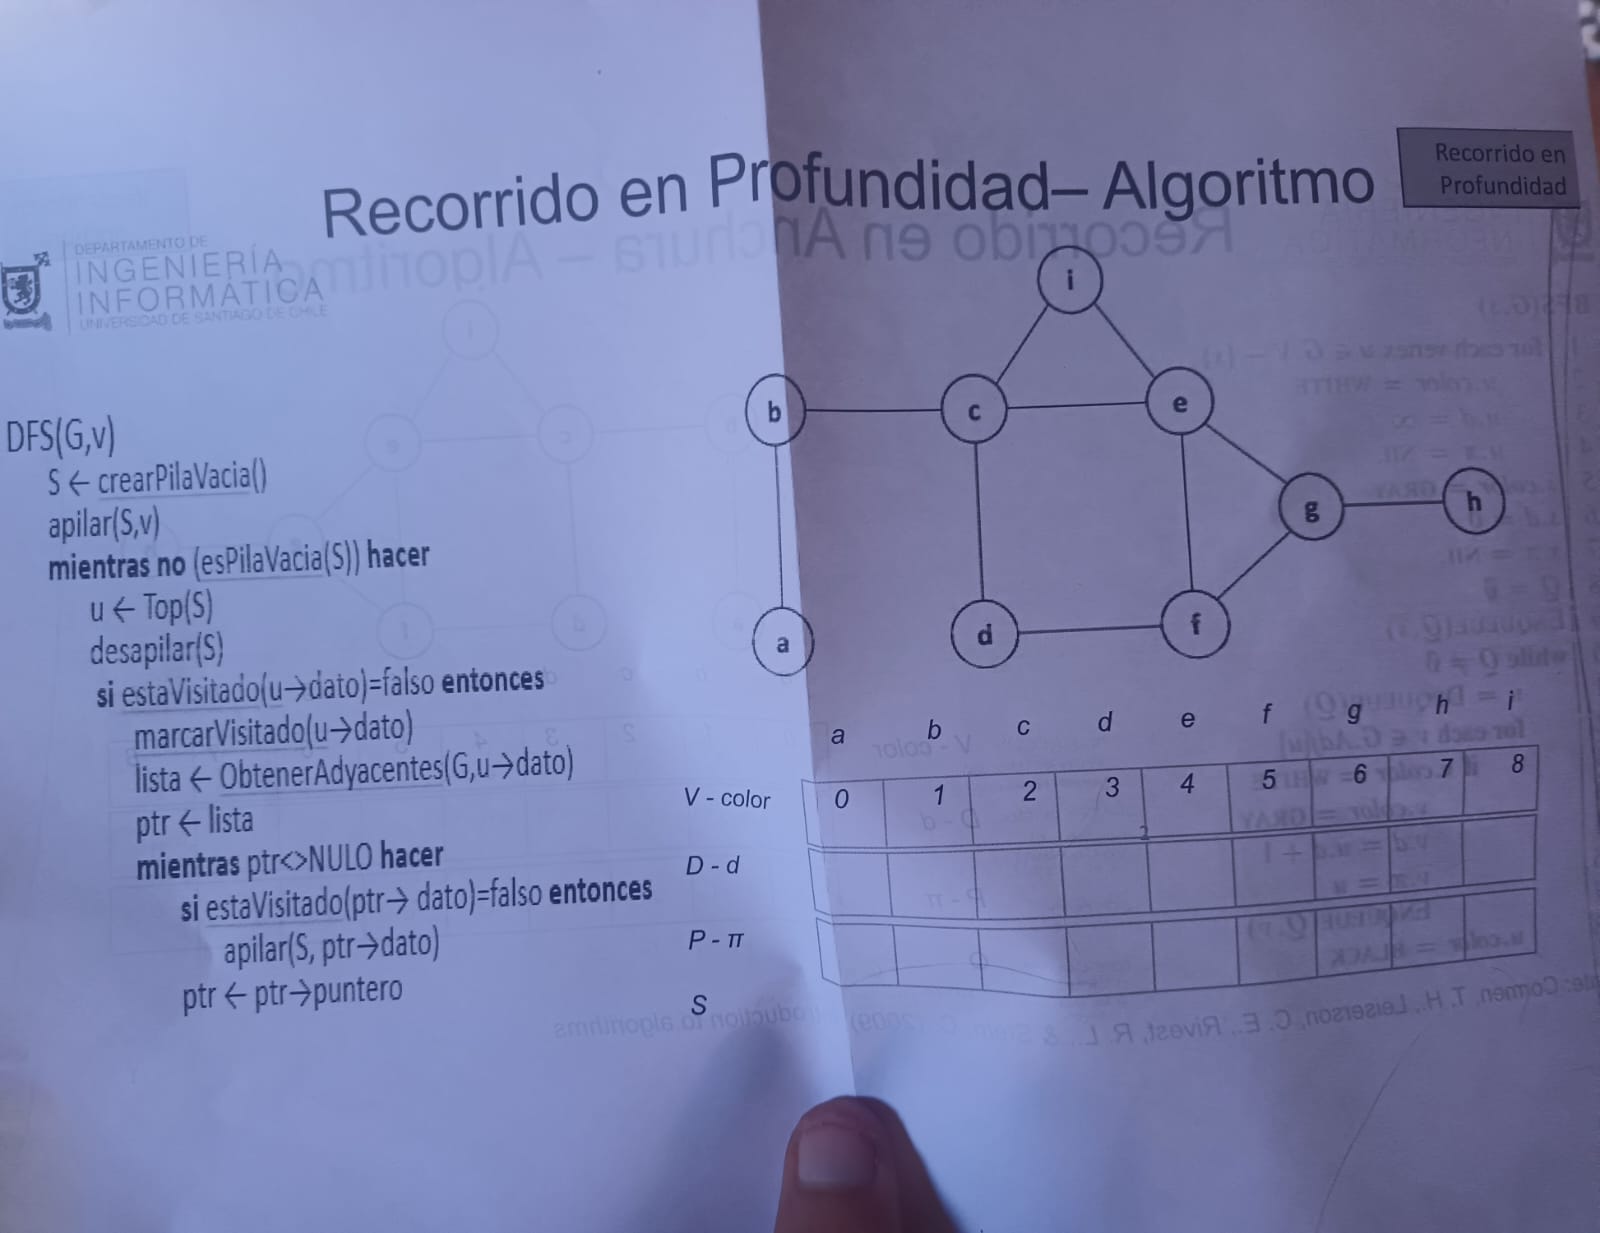 Recorrido en Profundidad– Algoritmo
Recorrido en
Profundidad
DEPARTAMENTO DE
INGENIERÍA
INFORMÁTICA
UNIVERSIDAD DE SANTIAGO DE CHILE
i
b
c
e
g
h
a
d
f
DFS(G,v)
S ← crearPilaVacia()
apilar(S,v)
mientras no (esPilaVacia(S)) hacer
u ← Top(S)
desapilar(S)
si estaVisitado(u→dato)=falso entonces
marcarVisitado(u→dato)
lista ← ObtenerAdyacentes(G,u→dato)
ptr ← lista
mientras ptr<>NULO hacer
si estaVisitado(ptr→ dato)=falso entonces
apilar(S, ptr→dato)
ptr ← ptr→puntero
a b c d e f g h i
V - color 0 1 2 3 4 5 6 7 8
2
D - d
P - π
S